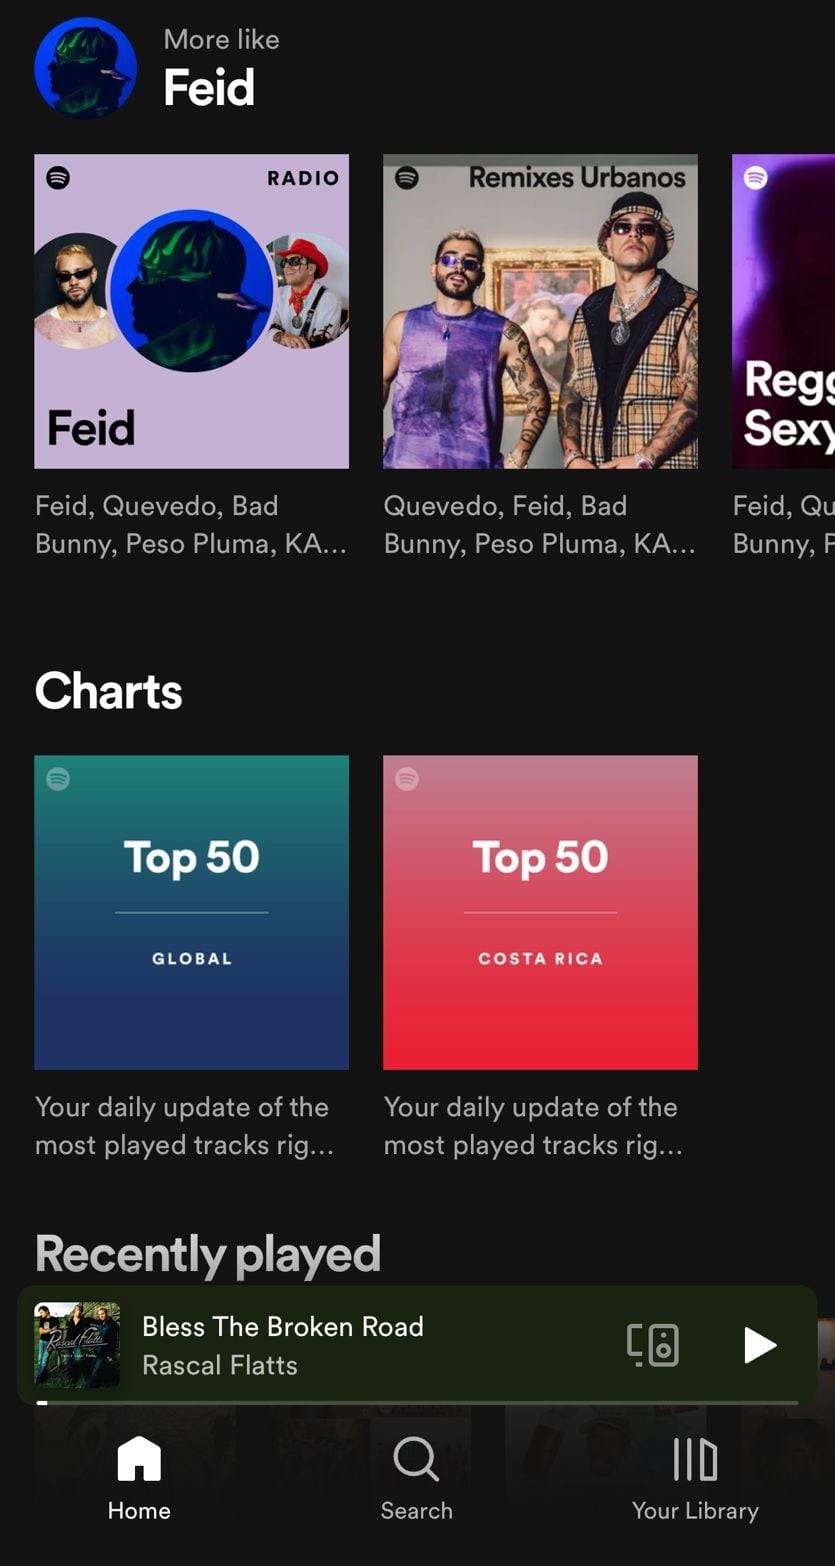 More like
Feid
RADIO
Feid
Feid, Quevedo, Bad
Bunny, Peso Pluma, KA...
Remixes Urbanos
Quevedo, Feid, Bad
Bunny, Peso Pluma, KA...
Regg
Sexy
Feid, Qu
Bunny, P
Charts
Top 50
GLOBAL
Your daily update of the
most played tracks rig...
Top 50
COSTA RICA
Your daily update of the
most played tracks rig...
Recently played
Rascal Flatts
Bless The Broken Road
Rascal Flatts
Home
Search
Your Library